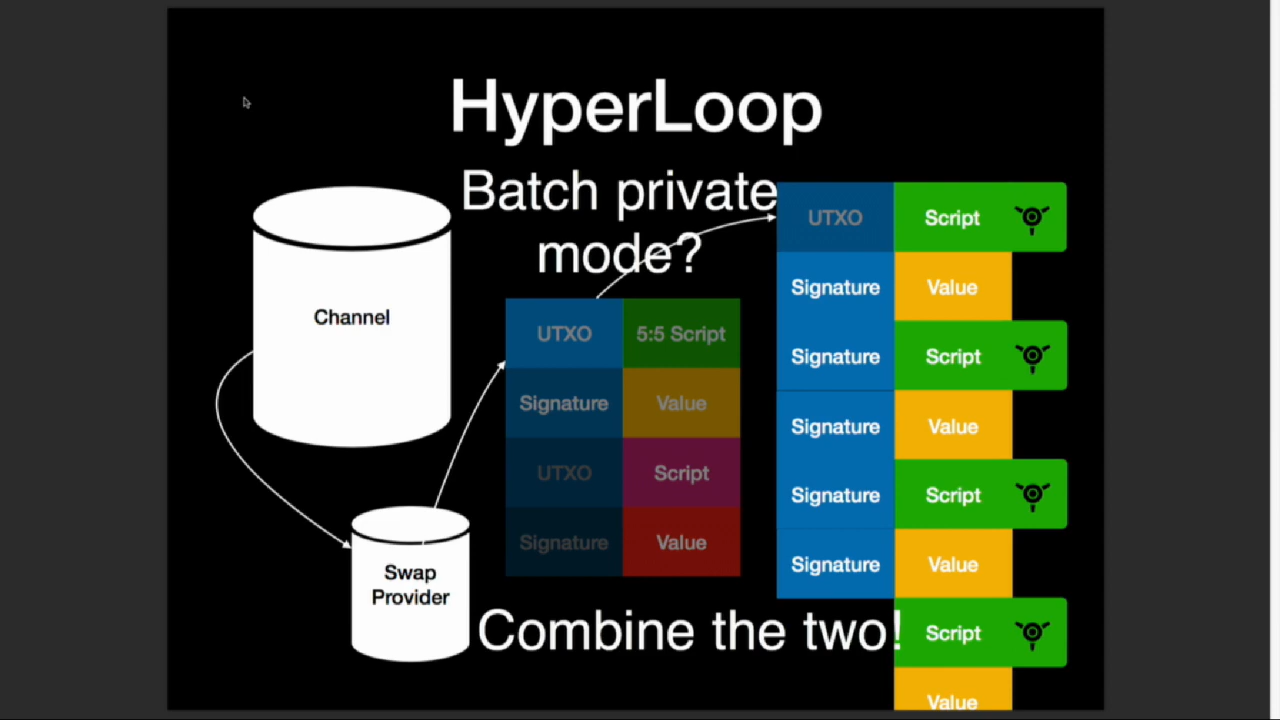 HyperLoop
Batch private
mode?
Channel
Swap
Provider
UTXO 5:5 Script
Signature Value
UTXO Script
Signature Value
UTXO Script
Signature Value
Signature Script
Signature Value
Signature Script
Signature Value
Script
Value
Combine the two!